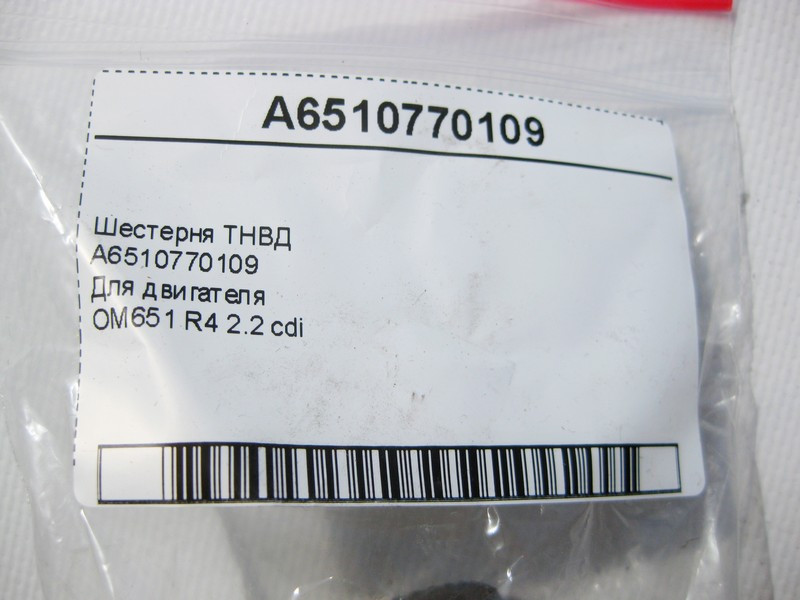 A6510770109
Шестерня ТНВД
A6510770109
Для двигателя
OM651 R4 2.2 cdi